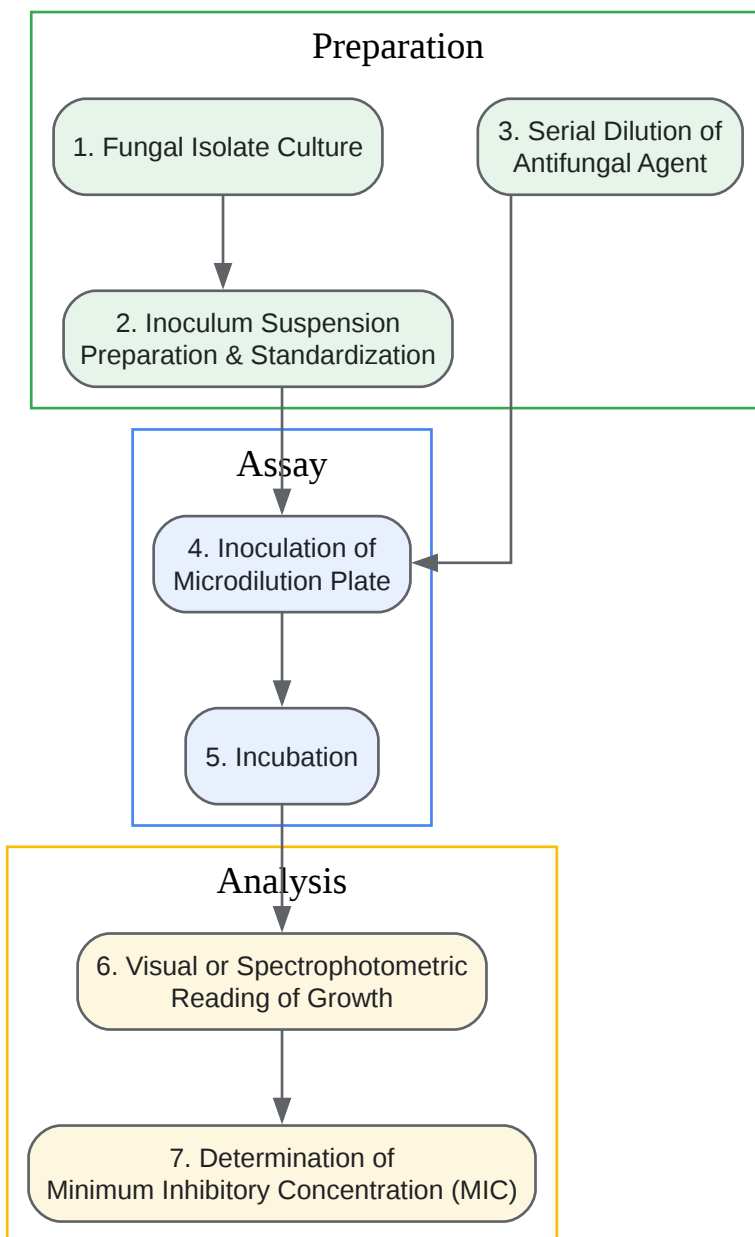 Preparation
1. Fungal Isolate Culture
3. Serial Dilution of
Antifungal Agent
2. Inoculum Suspension
Preparation & Standardization
Assay
4. Inoculation of
Microdilution Plate
5. Incubation
Analysis
6. Visual or Spectrophotometric
Reading of Growth
7. Determination of
Minimum Inhibitory Concentration (MIC)